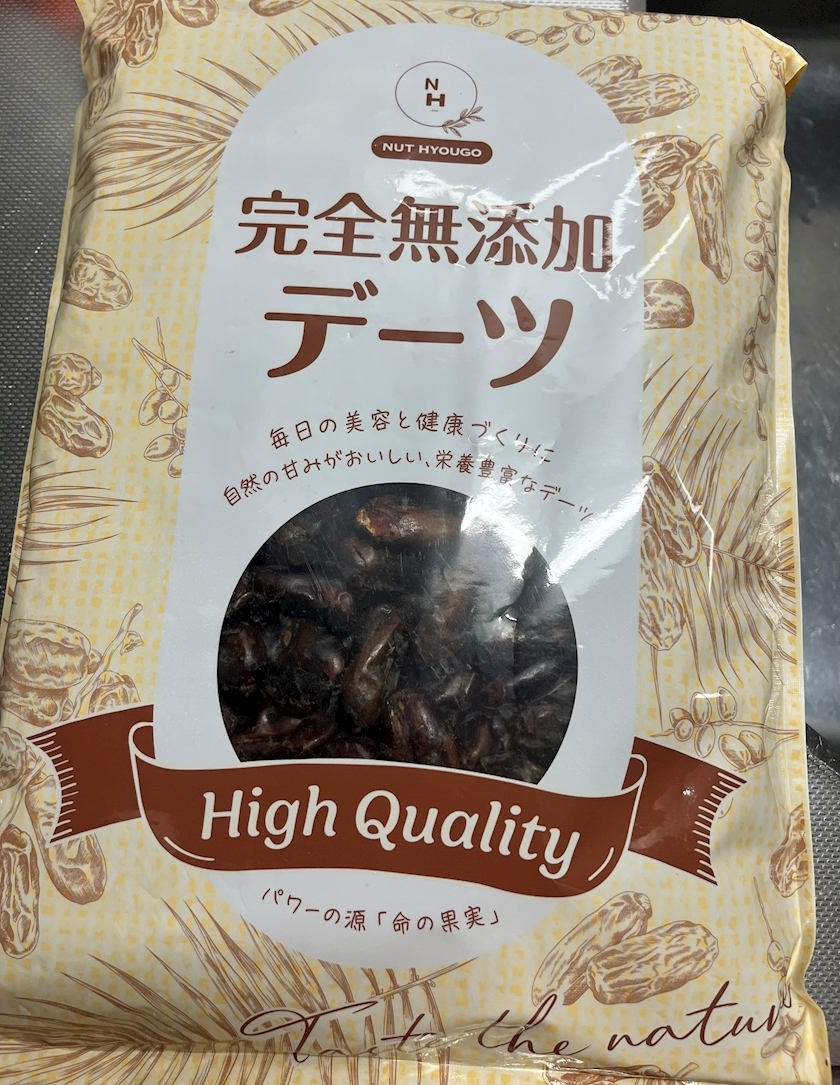 N
H
NUT HYOUGO
完全無添加
デーツ
毎日の美容と健康づくりに
自然の甘みがおいしい、栄養豊富なデーツ
High Quality
パワーの源「命の果実」
Taste the natur